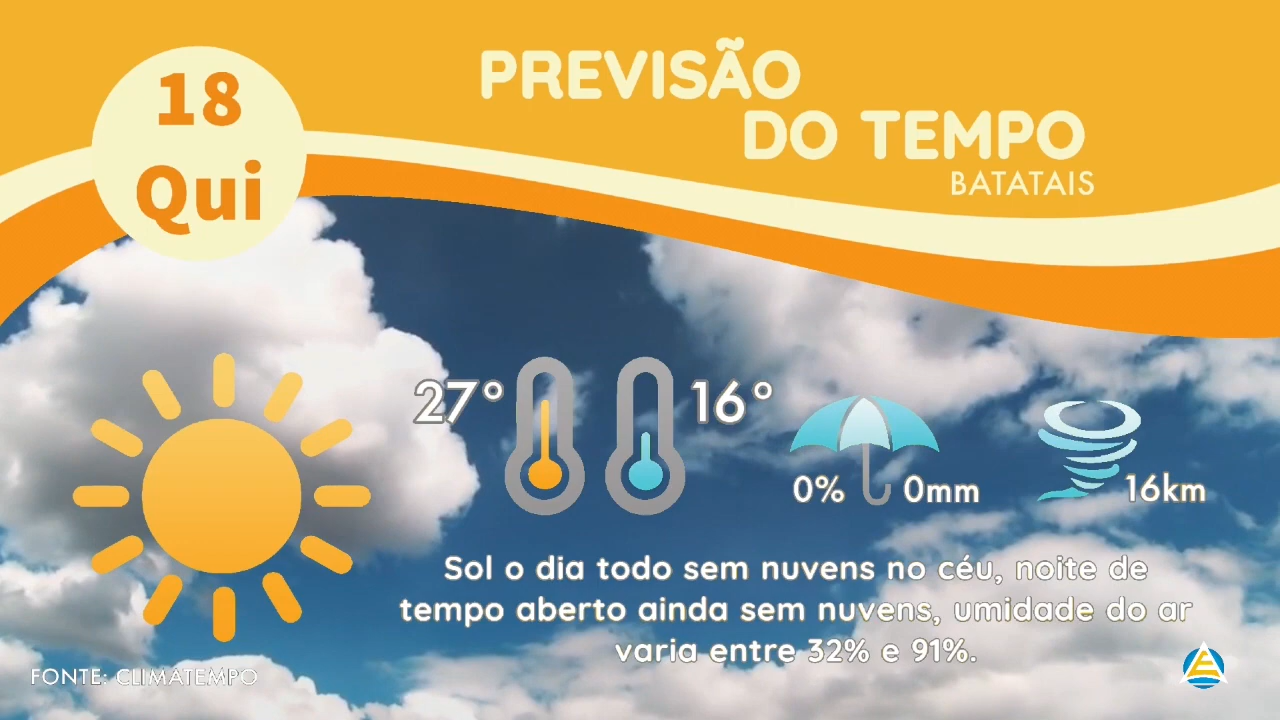 18
Qui
PREVISÃO
DO TEMPO
BATATAIS
27° 16°
0% 0mm 16km
Sol o dia todo sem nuvens no céu, noite de
tempo aberto ainda sem nuvens, umidade do ar
varia entre 32% e 91%.
FONTE: CLIMATEMPO